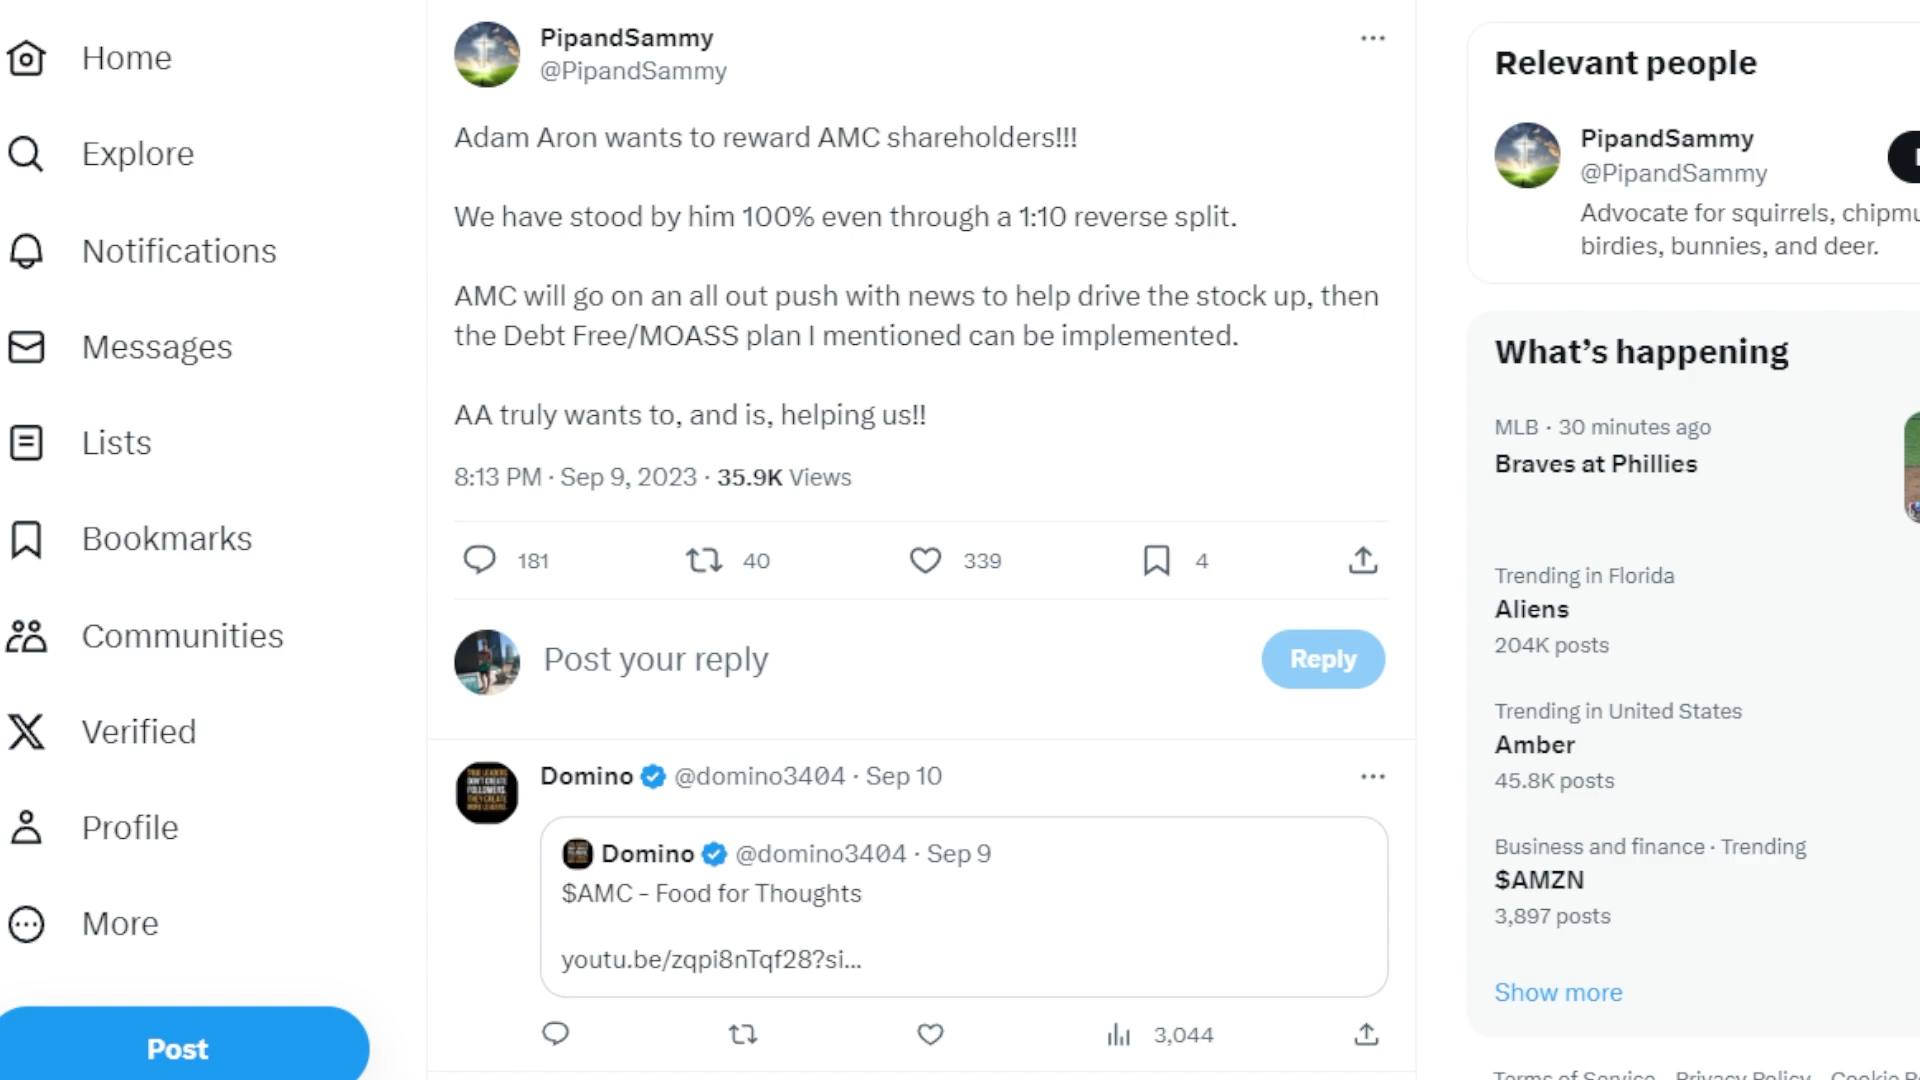 Home
Explore
Notifications
Messages
Lists
Bookmarks
Communities
Verified
Profile
More
Post
PipandSammy
@PipandSammy
Adam Aron wants to reward AMC shareholders!!!
We have stood by him 100% even through a 1:10 reverse split.
AMC will go on an all out push with news to help drive the stock up, then
the Debt Free/MOASS plan I mentioned can be implemented.
AA truly wants to, and is, helping us!!
8:13 PM · Sep 9, 2023 · 35.9K Views
181 40 339 4
Post your reply
Reply
Domino @domino3404 · Sep 10
Domino @domino3404 · Sep 9
$AMC - Food for Thoughts
youtu.be/zqpi8nTqf28?si...
3,044
Relevant people
PipandSammy
@PipandSammy
Advocate for squirrels,
birdies, bunnies, and deer.
What's happening
MLB · 30 minutes ago
Braves at Phillies
Trending in Florida
Aliens
204K posts
Trending in United States
Amber
45.8K posts
Business and finance · Trending
$AMZN
3,897 posts
Show more
Terms of Service Privacy Policy Cookie